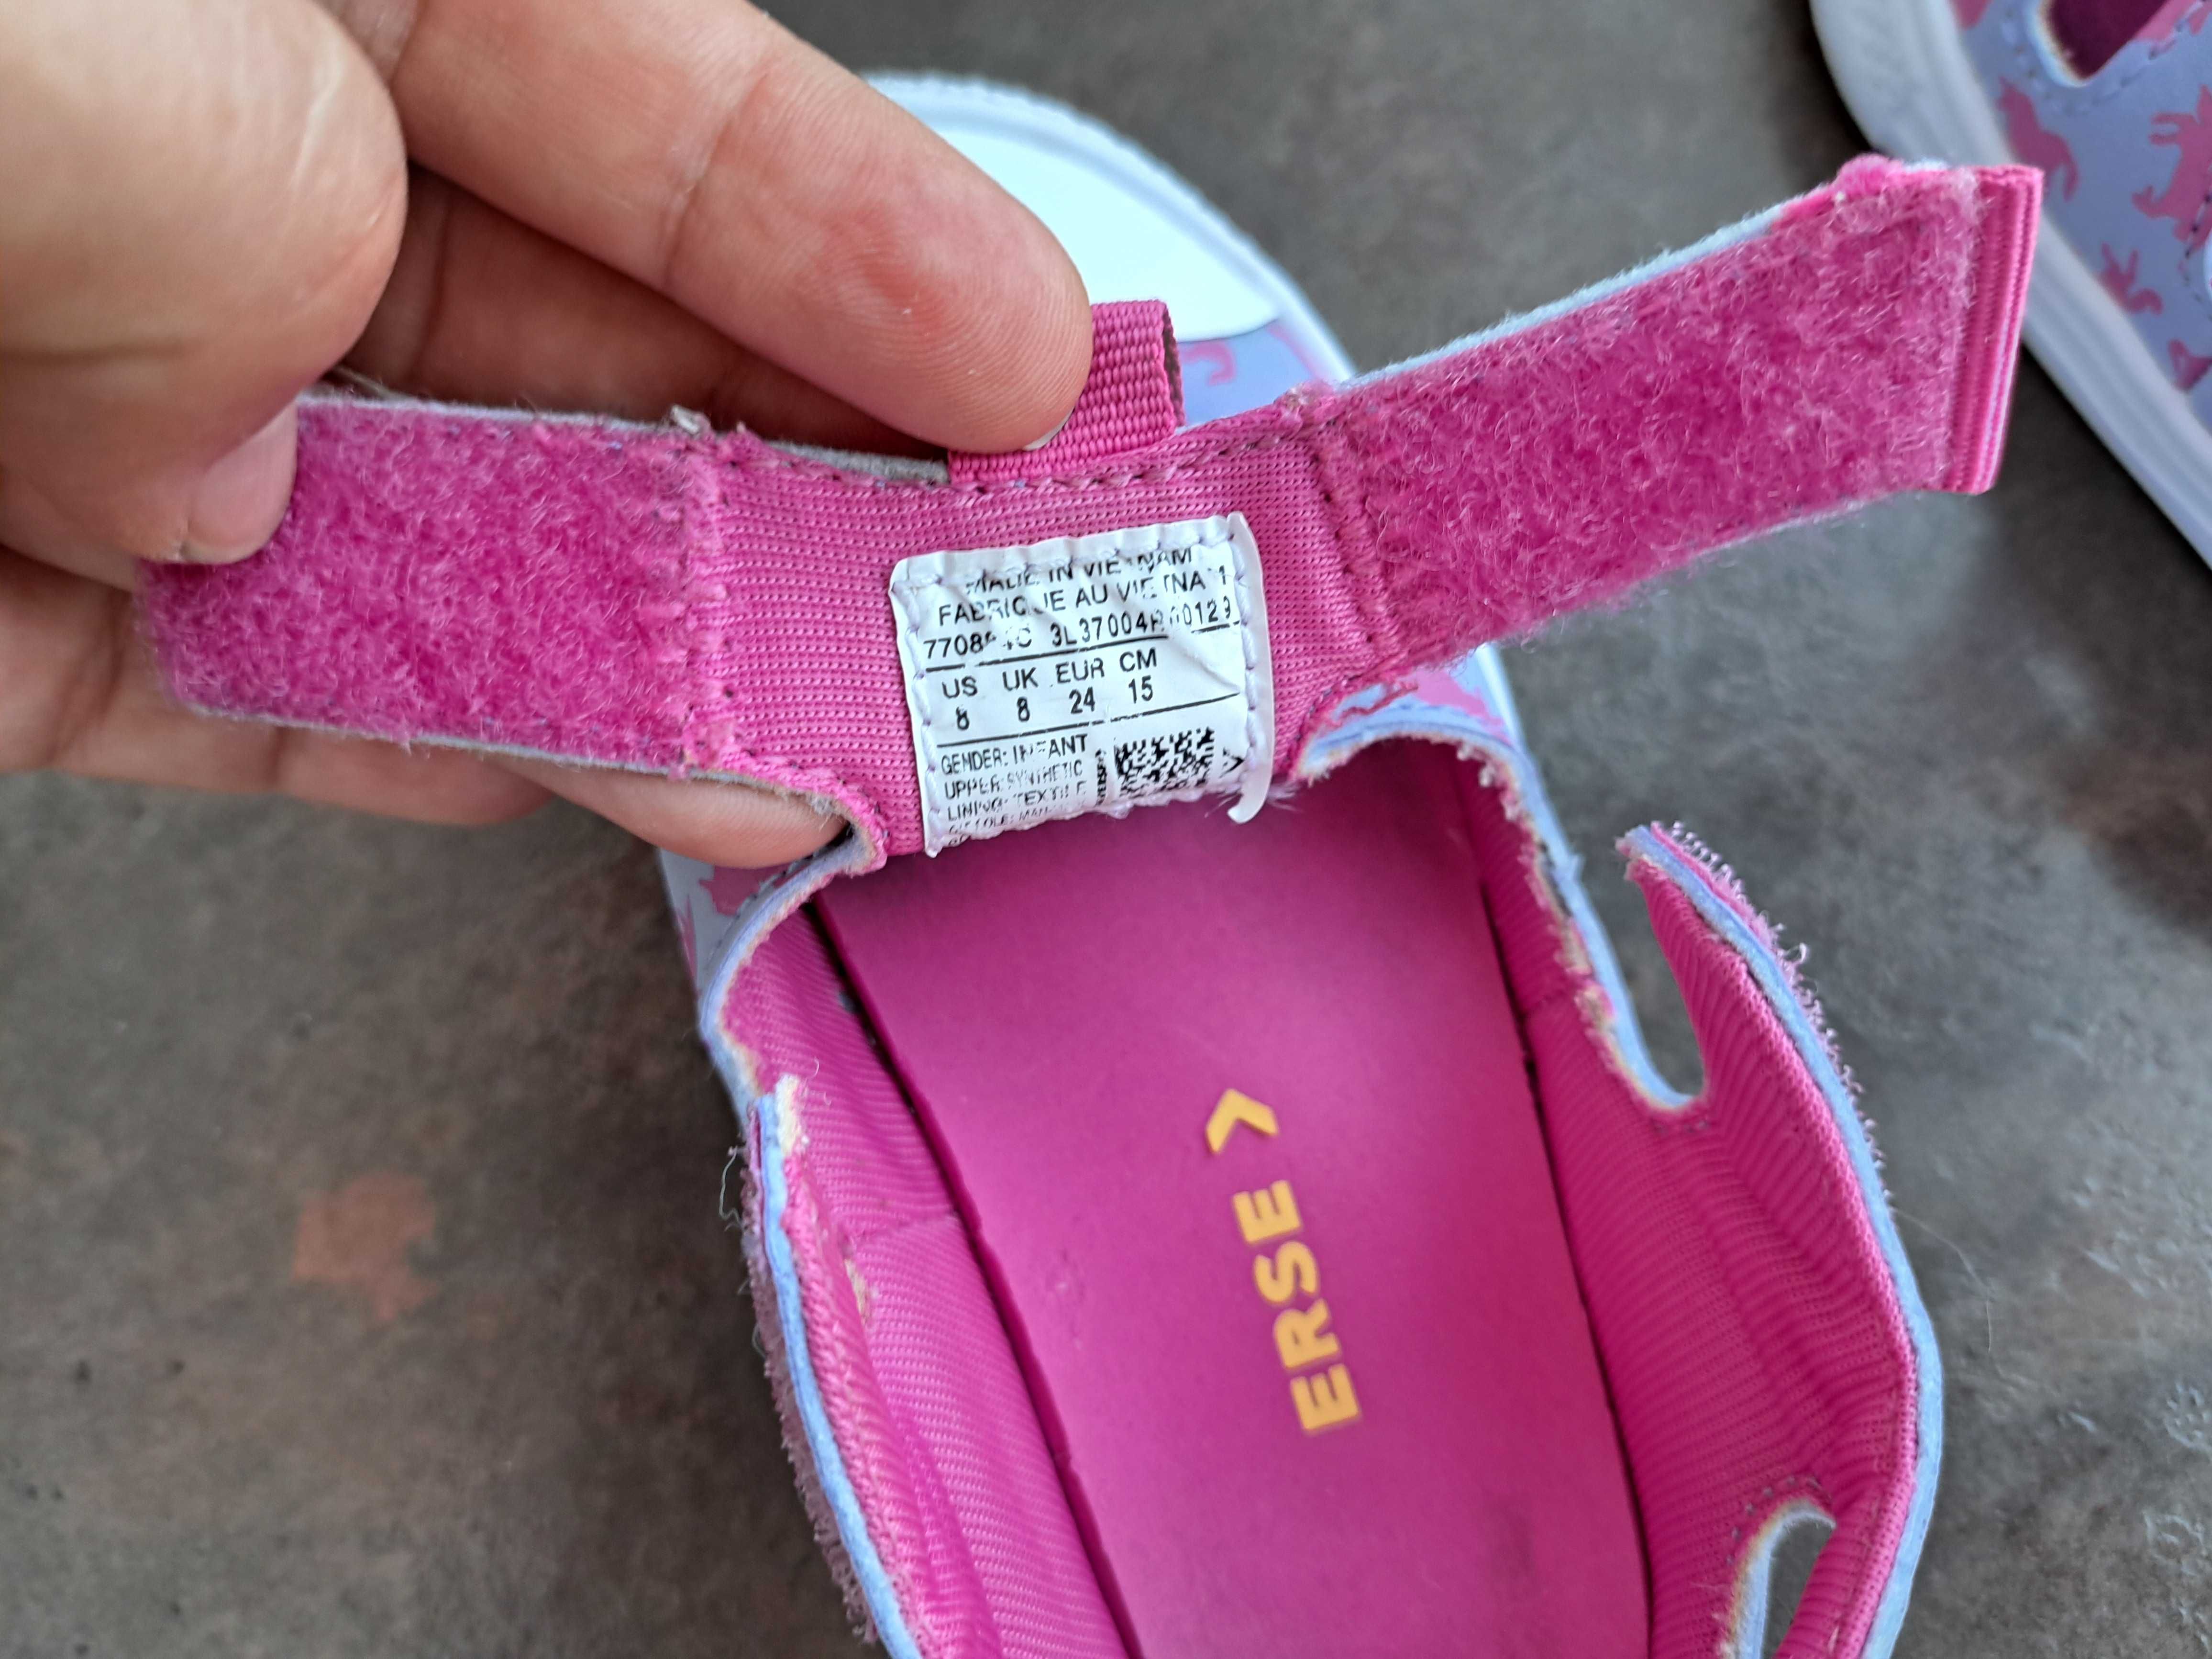 MADE IN VIETNAM
FABRIQUE AU VIETNAM
US UK EUR CM
8 8 24 15
GENDER: INFANT
UPPER: SYNTHETIC
LINING: TEXTILE
ERSE >